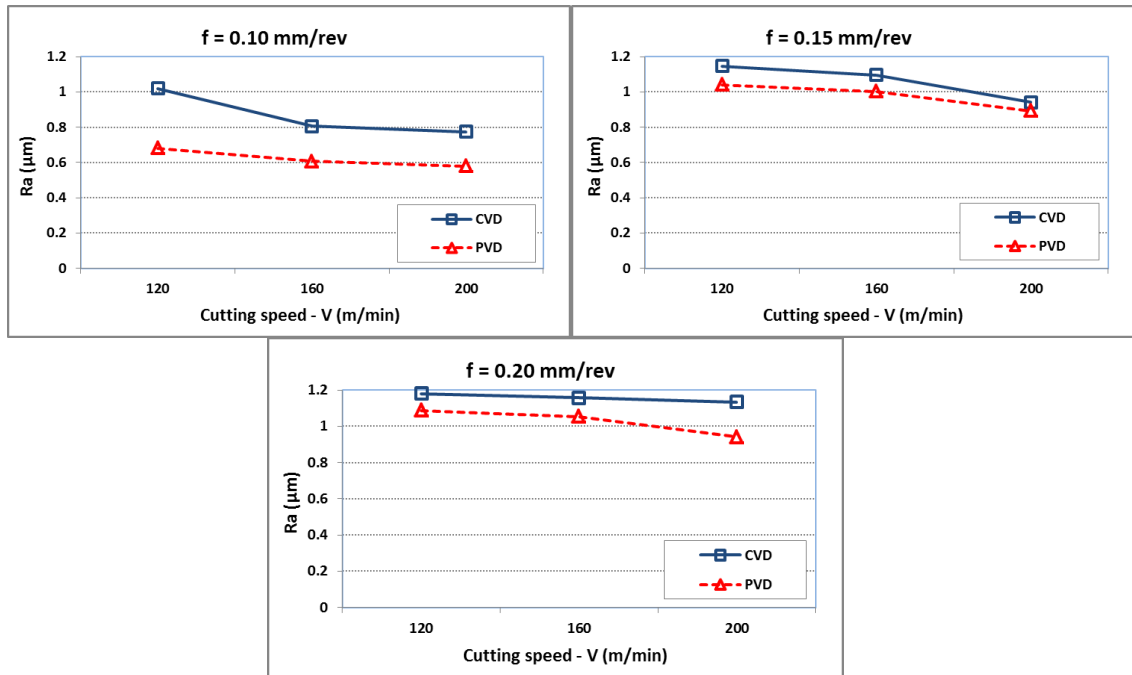 f = 0.10 mm/rev
Ra (µm)
1.2
1
0.8
0.6
0.4
0.2
0
CVD
PVD
120 160 200
Cutting speed - V (m/min)
f = 0.15 mm/rev
Ra (µm)
1.2
1
0.8
0.6
0.4
0.2
0
CVD
PVD
120 160 200
Cutting speed - V (m/min)
f = 0.20 mm/rev
Ra (µm)
1.2
1
0.8
0.6
0.4
0.2
0
CVD
PVD
120 160 200
Cutting speed - V (m/min)